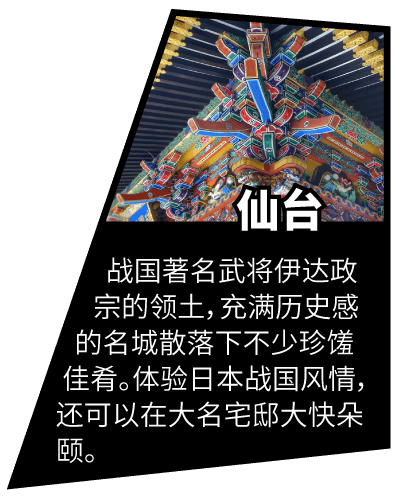 仙台
战国著名武将伊达政
宗的领土，充满历史感
的名城散落下不少珍馐
佳肴。体验日本战国风情，
还可以在大名宅邸大快朵
颐。